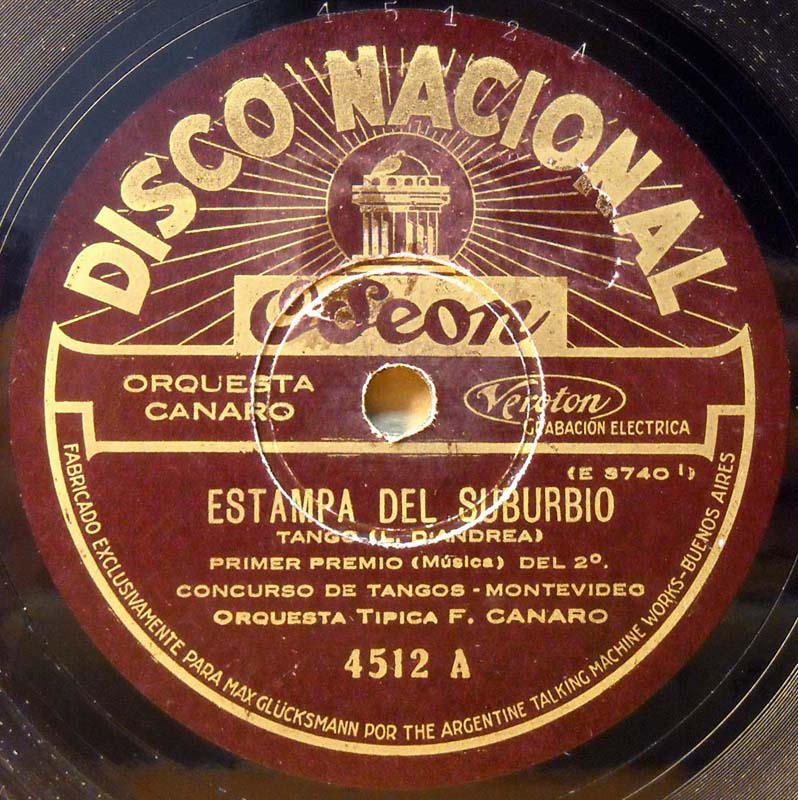 4 5 1 2 A
DISCO NACIONAL
Odeon
ORQUESTA
CANARO
Veroton
GRABACIÓN ELECTRICA
(E 3740 I)
ESTAMPA DEL SUBURBIO
TANGO (L. D'ANDREA)
PRIMER PREMIO (Música) DEL 2º.
CONCURSO DE TANGOS - MONTEVIDEO
ORQUESTA TIPICA F. CANARO
4512 A
FABRICADO EXCLUSIVAMENTE PARA MAX GLÜCKSMANN POR THE ARGENTINE TALKING MACHINE WORKS-BUENOS AIRES